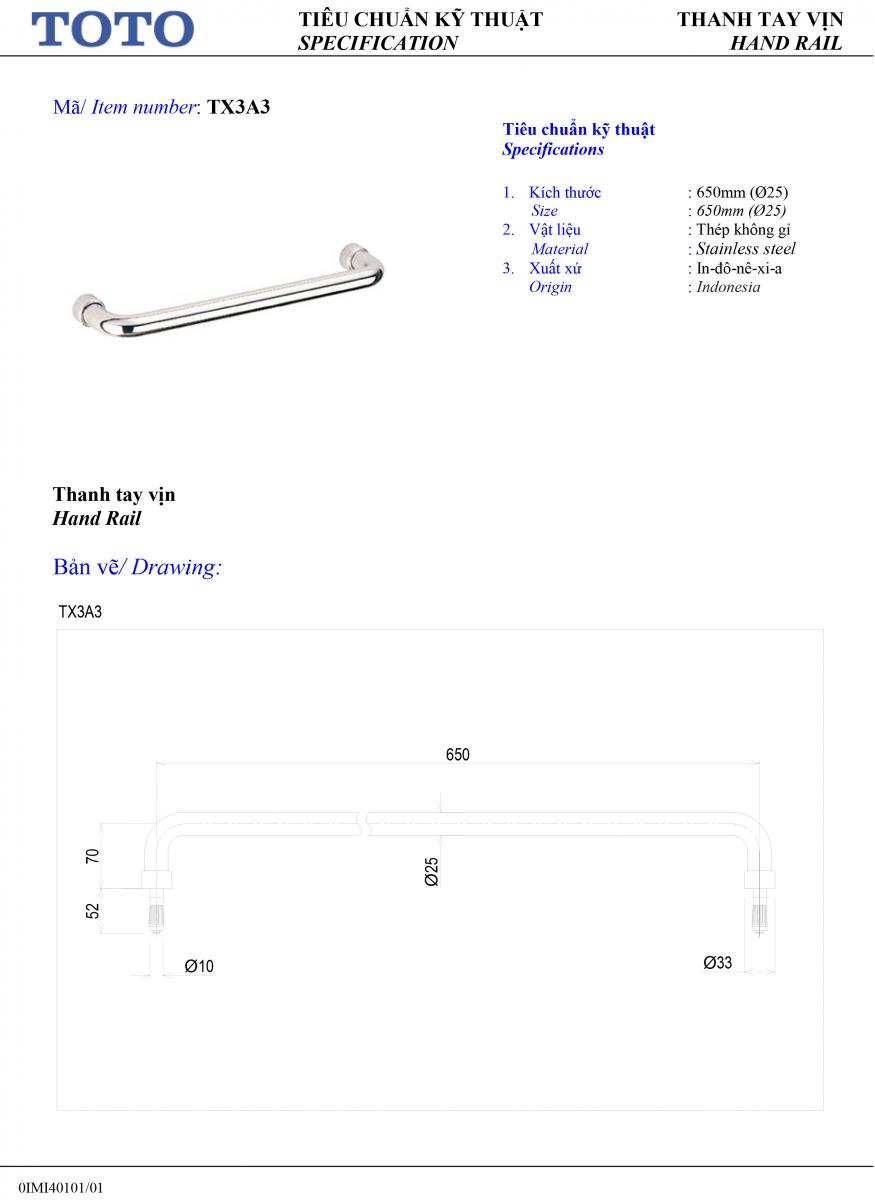 TOTO
TIÊU CHUẨN KỸ THUẬT
SPECIFICATION
THANH TAY VỊN
HAND RAIL
Mã/ Item number: TX3A3
Tiêu chuẩn kỹ thuật
Specifications
1. Kích thước : 650mm (Ø25)
Size : 650mm (Ø25)
2. Vật liệu : Thép không gỉ
Material : Stainless steel
3. Xuất xứ : In-đô-nê-xi-a
Origin : Indonesia
Thanh tay vịn
Hand Rail
Bản vẽ/ Drawing:
TX3A3
650
70
Ø25
52
Ø10
Ø33
0IMI40101/01